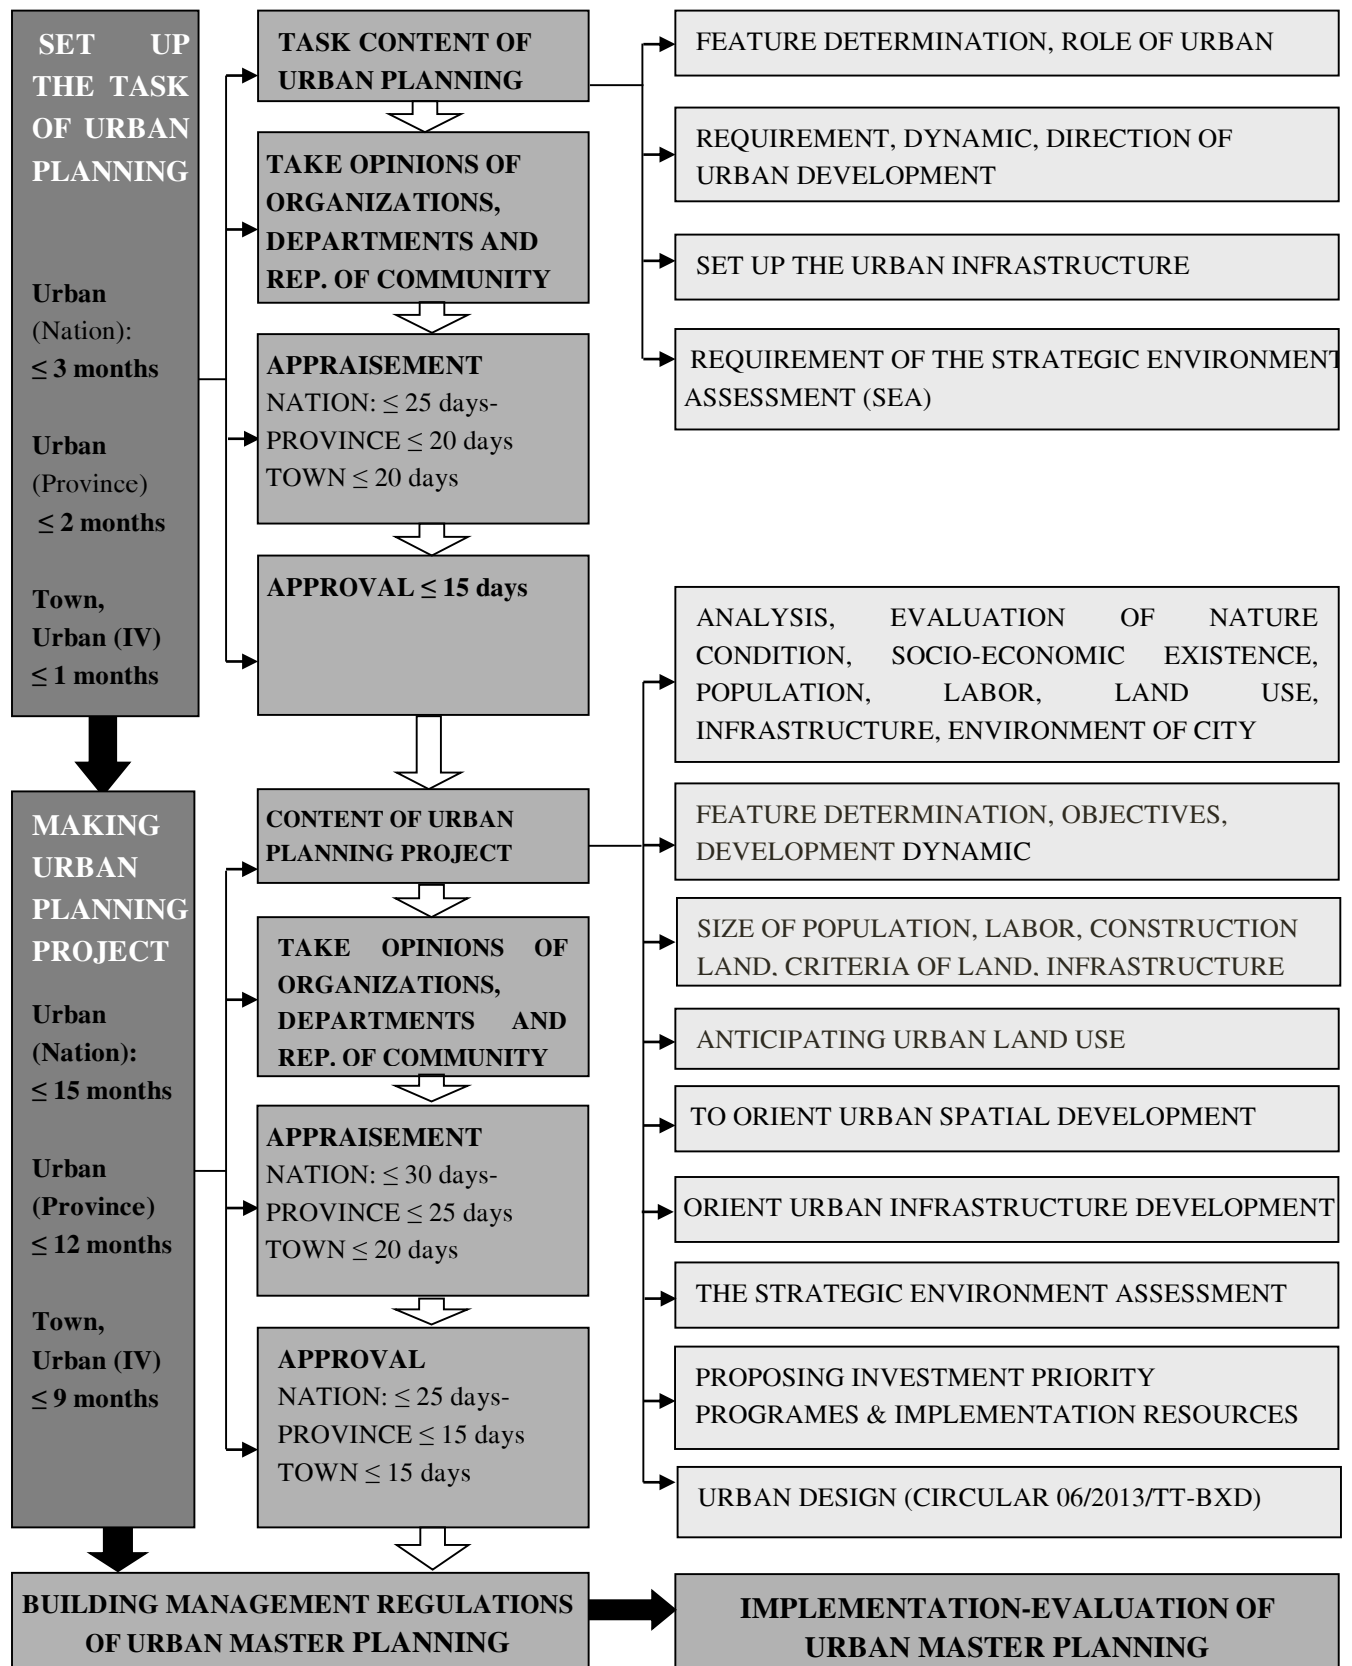 SET UP
THE TASK
OF URBAN
PLANNING
Urban
(Nation):
≤ 3 months
Urban
(Province)
≤ 2 months
Town,
Urban (IV)
≤ 1 months
TASK CONTENT OF
URBAN PLANNING
TAKE OPINIONS OF
ORGANIZATIONS,
DEPARTMENTS AND
REP. OF COMMUNITY
APPRAISEMENT
NATION: ≤ 25 days-
PROVINCE ≤ 20 days
TOWN ≤ 20 days
APPROVAL ≤ 15 days
FEATURE DETERMINATION, ROLE OF URBAN
REQUIREMENT, DYNAMIC, DIRECTION OF
URBAN DEVELOPMENT
SET UP THE URBAN INFRASTRUCTURE
REQUIREMENT OF THE STRATEGIC ENVIRONMENT
ASSESSMENT (SEA)
MAKING
URBAN
PLANNING
PROJECT
Urban
(Nation):
≤ 15 months
Urban
(Province)
≤ 12 months
Town,
Urban (IV)
≤ 9 months
CONTENT OF URBAN
PLANNING PROJECT
TAKE OPINIONS OF
ORGANIZATIONS,
DEPARTMENTS AND
REP. OF COMMUNITY
APPRAISEMENT
NATION: ≤ 30 days-
PROVINCE ≤ 25 days
TOWN ≤ 20 days
APPROVAL
NATION: ≤ 25 days-
PROVINCE ≤ 15 days
TOWN ≤ 15 days
ANALYSIS, EVALUATION OF NATURE
CONDITION, SOCIO-ECONOMIC EXISTENCE,
POPULATION, LABOR, LAND USE,
INFRASTRUCTURE, ENVIRONMENT OF CITY
FEATURE DETERMINATION, OBJECTIVES,
DEVELOPMENT DYNAMIC
SIZE OF POPULATION, LABOR, CONSTRUCTION
LAND, CRITERIA OF LAND, INFRASTRUCTURE
ANTICIPATING URBAN LAND USE
TO ORIENT URBAN SPATIAL DEVELOPMENT
ORIENT URBAN INFRASTRUCTURE DEVELOPMENT
THE STRATEGIC ENVIRONMENT ASSESSMENT
PROPOSING INVESTMENT PRIORITY
PROGRAMES & IMPLEMENTATION RESOURCES
URBAN DESIGN (CIRCULAR 06/2013/TT-BXD)
BUILDING MANAGEMENT REGULATIONS
OF URBAN MASTER PLANNING
IMPLEMENTATION-EVALUATION OF
URBAN MASTER PLANNING